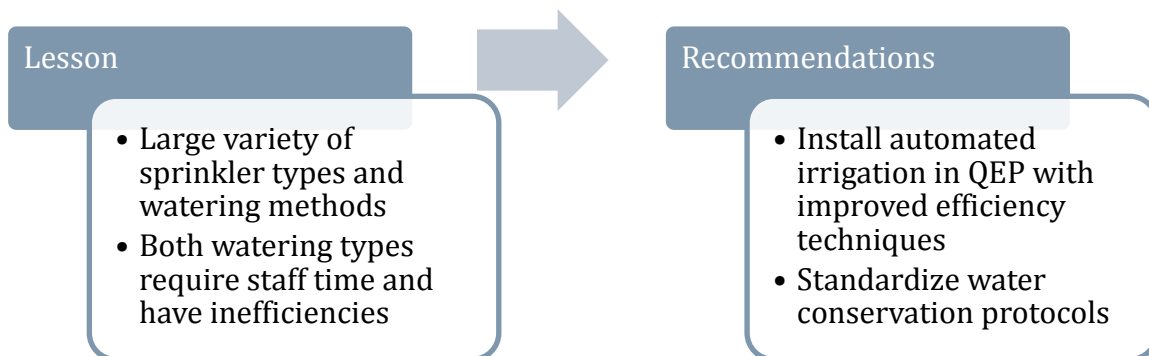 Lesson
• Large variety of
sprinkler types and
watering methods
• Both watering types
require staff time and
have inefficiencies
Recommendations
• Install automated
irrigation in QEP with
improved efficiency
techniques
• Standardize water
conservation protocols